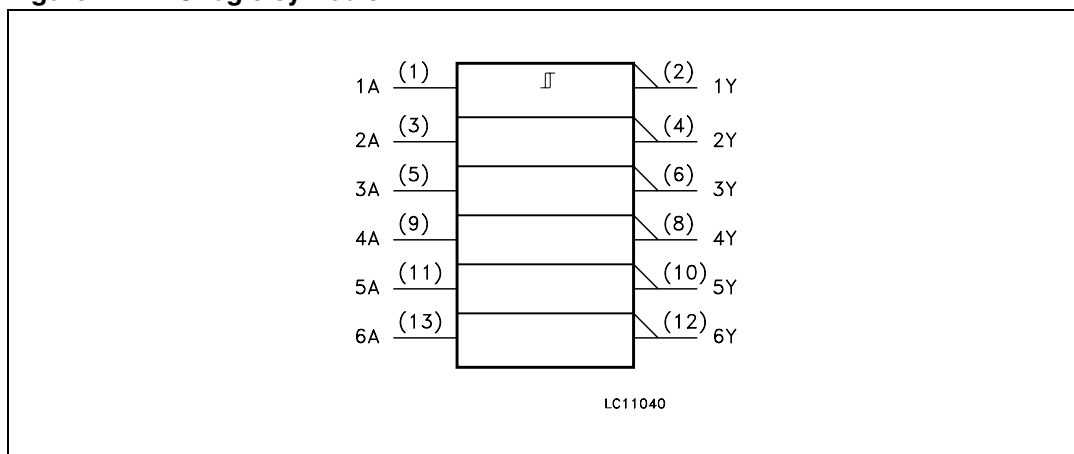 1A (1) (2) 1Y
2A (3) (4) 2Y
3A (5) (6) 3Y
4A (9) (8) 4Y
5A (11) (10) 5Y
6A (13) (12) 6Y
LC11040